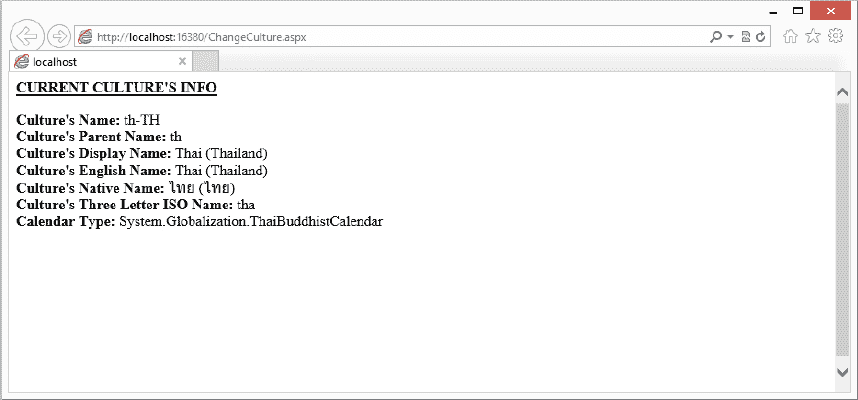 http://localhost:16380/ChangeCulture.aspx
localhost
CURRENT CULTURE'S INFO
Culture's Name: th-TH
Culture's Parent Name: th
Culture's Display Name: Thai (Thailand)
Culture's English Name: Thai (Thailand)
Culture's Native Name: ไทย (ไทย)
Culture's Three Letter ISO Name: tha
Calendar Type: System.Globalization.ThaiBuddhistCalendar